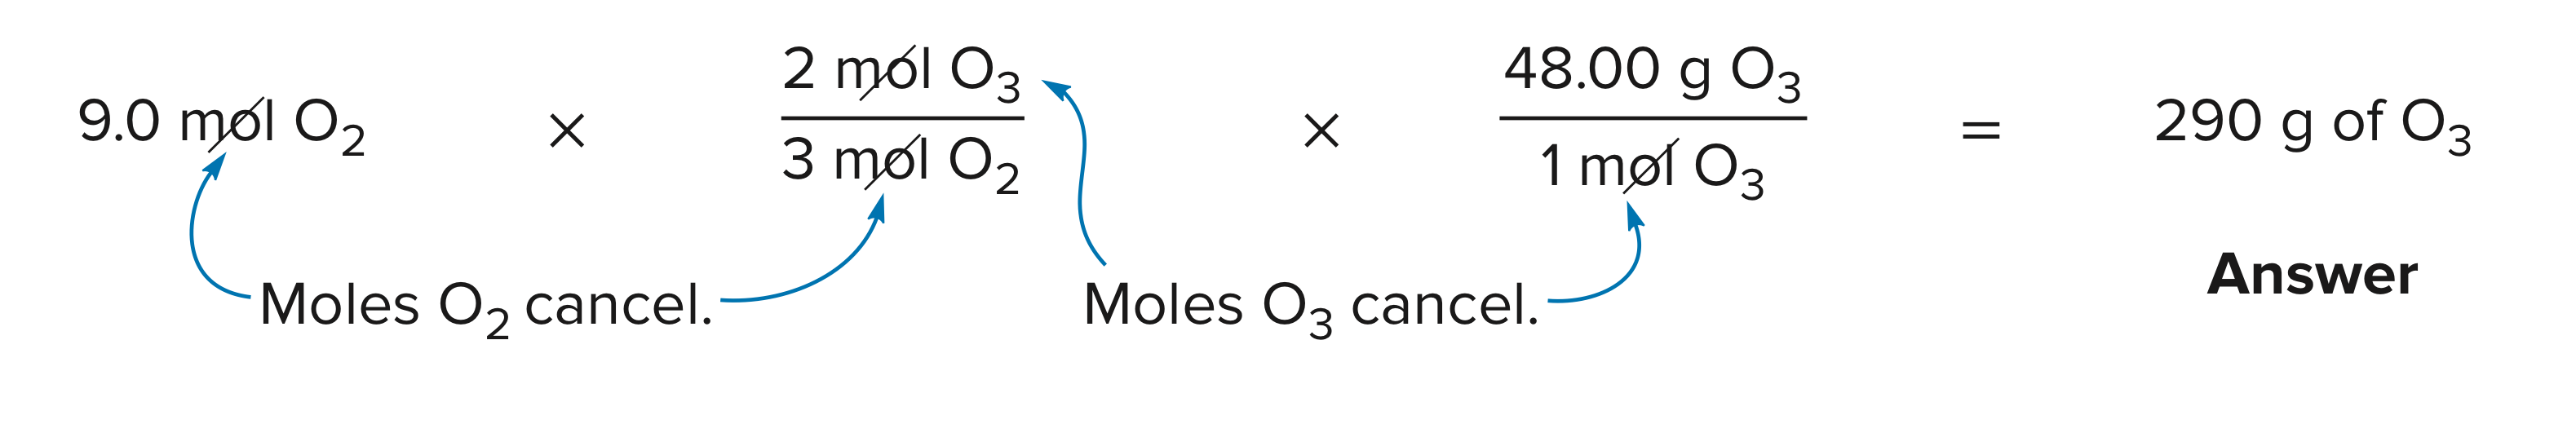 9.0 mol O₂ × 2 mol O₃ / 3 mol O₂ × 48.00 g O₃ / 1 mol O₃ = 290 g of O₃
Moles O₂ cancel. Moles O₃ cancel. Answer